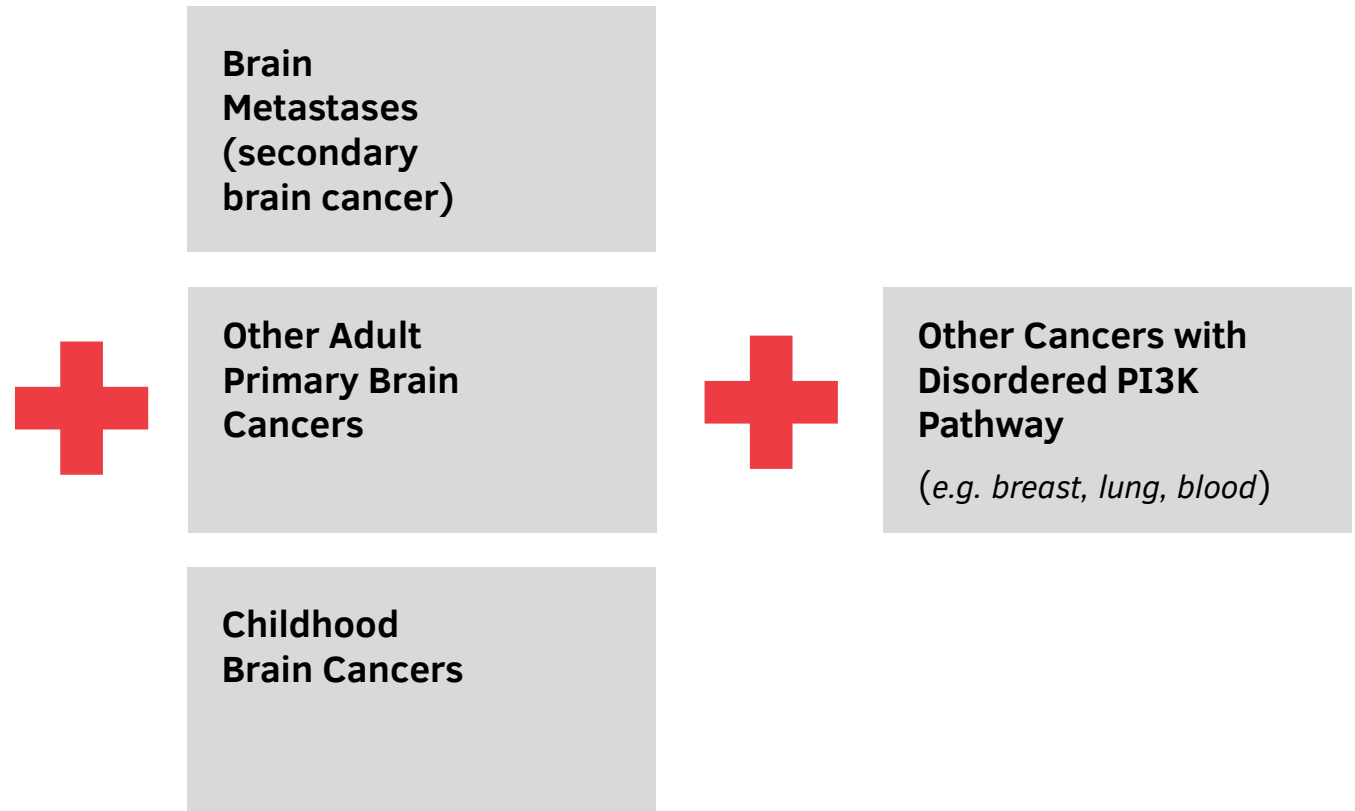 Brain
Metastases
(secondary
brain cancer)
Other Adult
Primary Brain
Cancers
Other Cancers with
Disordered PI3K
Pathway
(e.g. breast, lung, blood)
Childhood
Brain Cancers